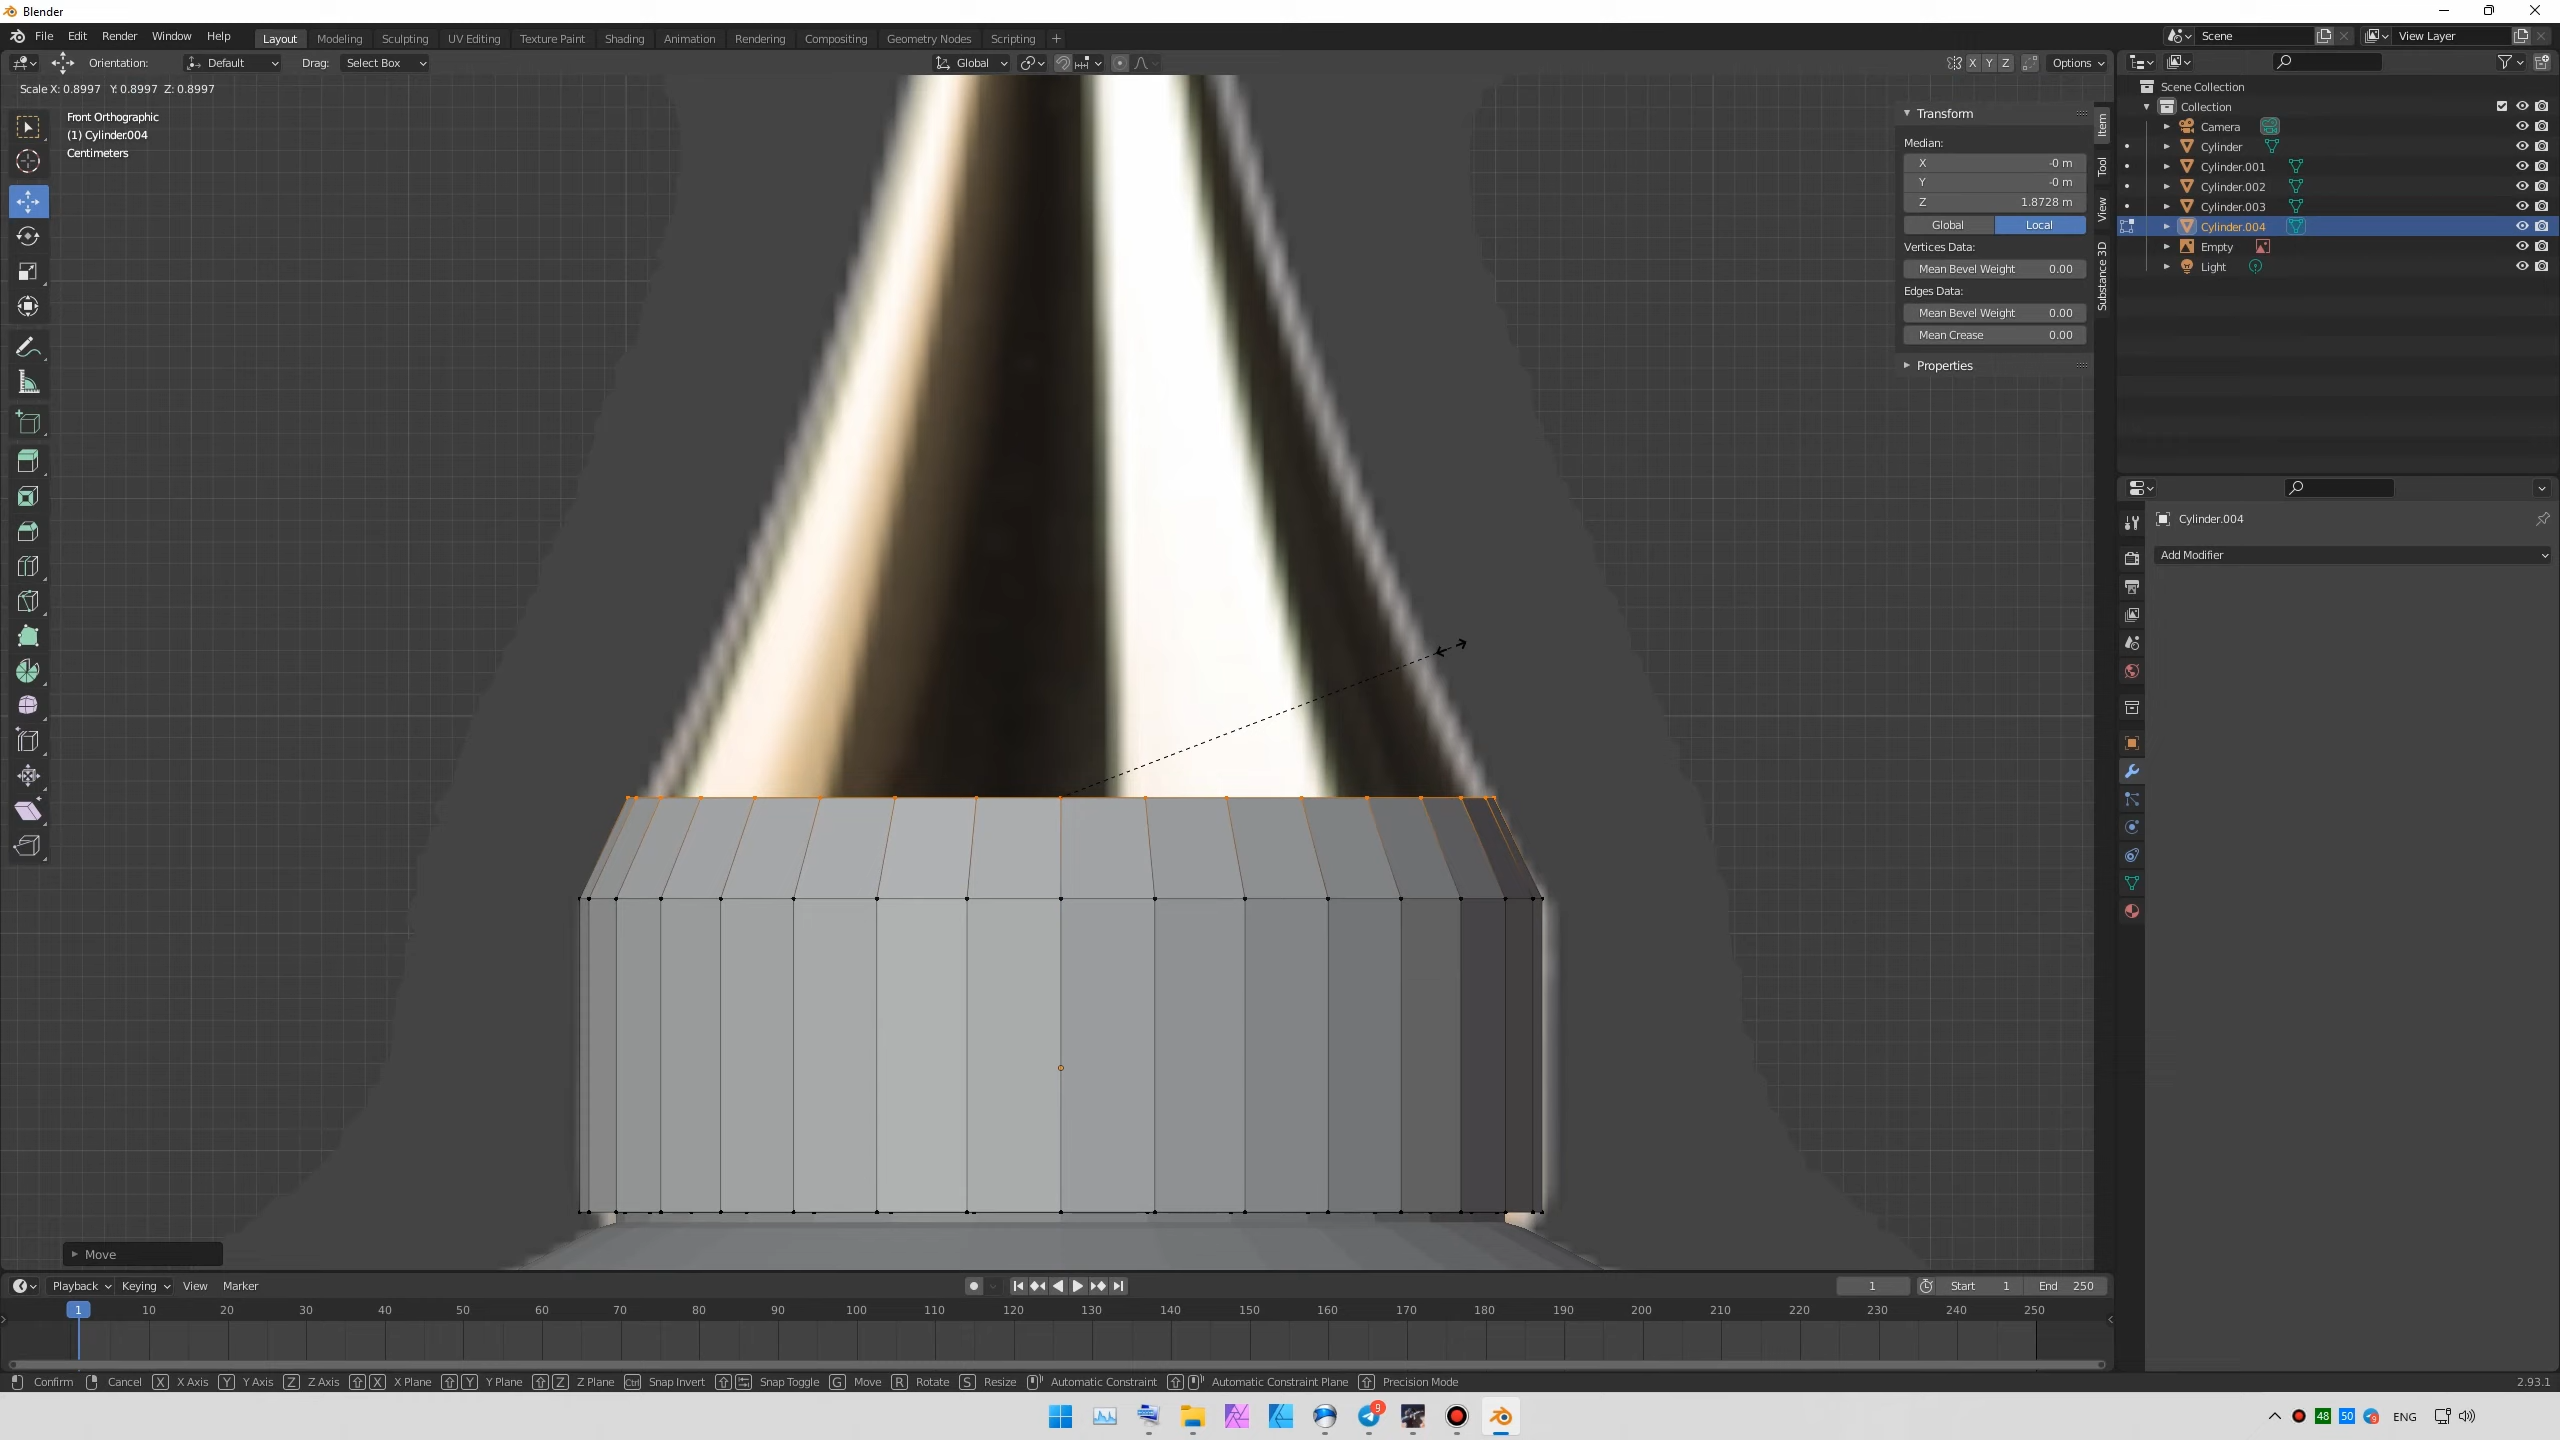 Blender
File Edit Render Window Help Layout Modeling Sculpting UV Editing Texture Paint Shading Animation Rendering Compositing Geometry Nodes Scripting + Scene View Layer
Orientation: Default Drag: Select Box Global X Y Z Options
Scale X: 0.8997 Y: 0.8997 Z: 0.8997
Front Orthographic
(1) Cylinder.004
Centimeters
Transform
Median:
X -0 m
Y -0 m
Z 1.8728 m
Global Local
Vertices Data:
Mean Bevel Weight 0.00
Edges Data:
Mean Bevel Weight 0.00
Mean Crease 0.00
Properties
Item
Tool
View
Substance 3D
Scene Collection
Collection
Camera
Cylinder
Cylinder.001
Cylinder.002
Cylinder.003
Cylinder.004
Empty
Light
Cylinder.004
Add Modifier
Move
Playback Keying View Marker 1 Start 1 End 250
1 10 20 30 40 50 60 70 80 90 100 110 120 130 140 150 160 170 180 190 200 210 220 230 240 250
Confirm Cancel X X Axis Y Y Axis Z Z Axis X X Plane Y Y Plane Z Z Plane Ctrl Snap Invert Snap Toggle G Move R Rotate S Resize Automatic Constraint Automatic Constraint Plane Precision Mode 2.93.1
9 48 50 ENG